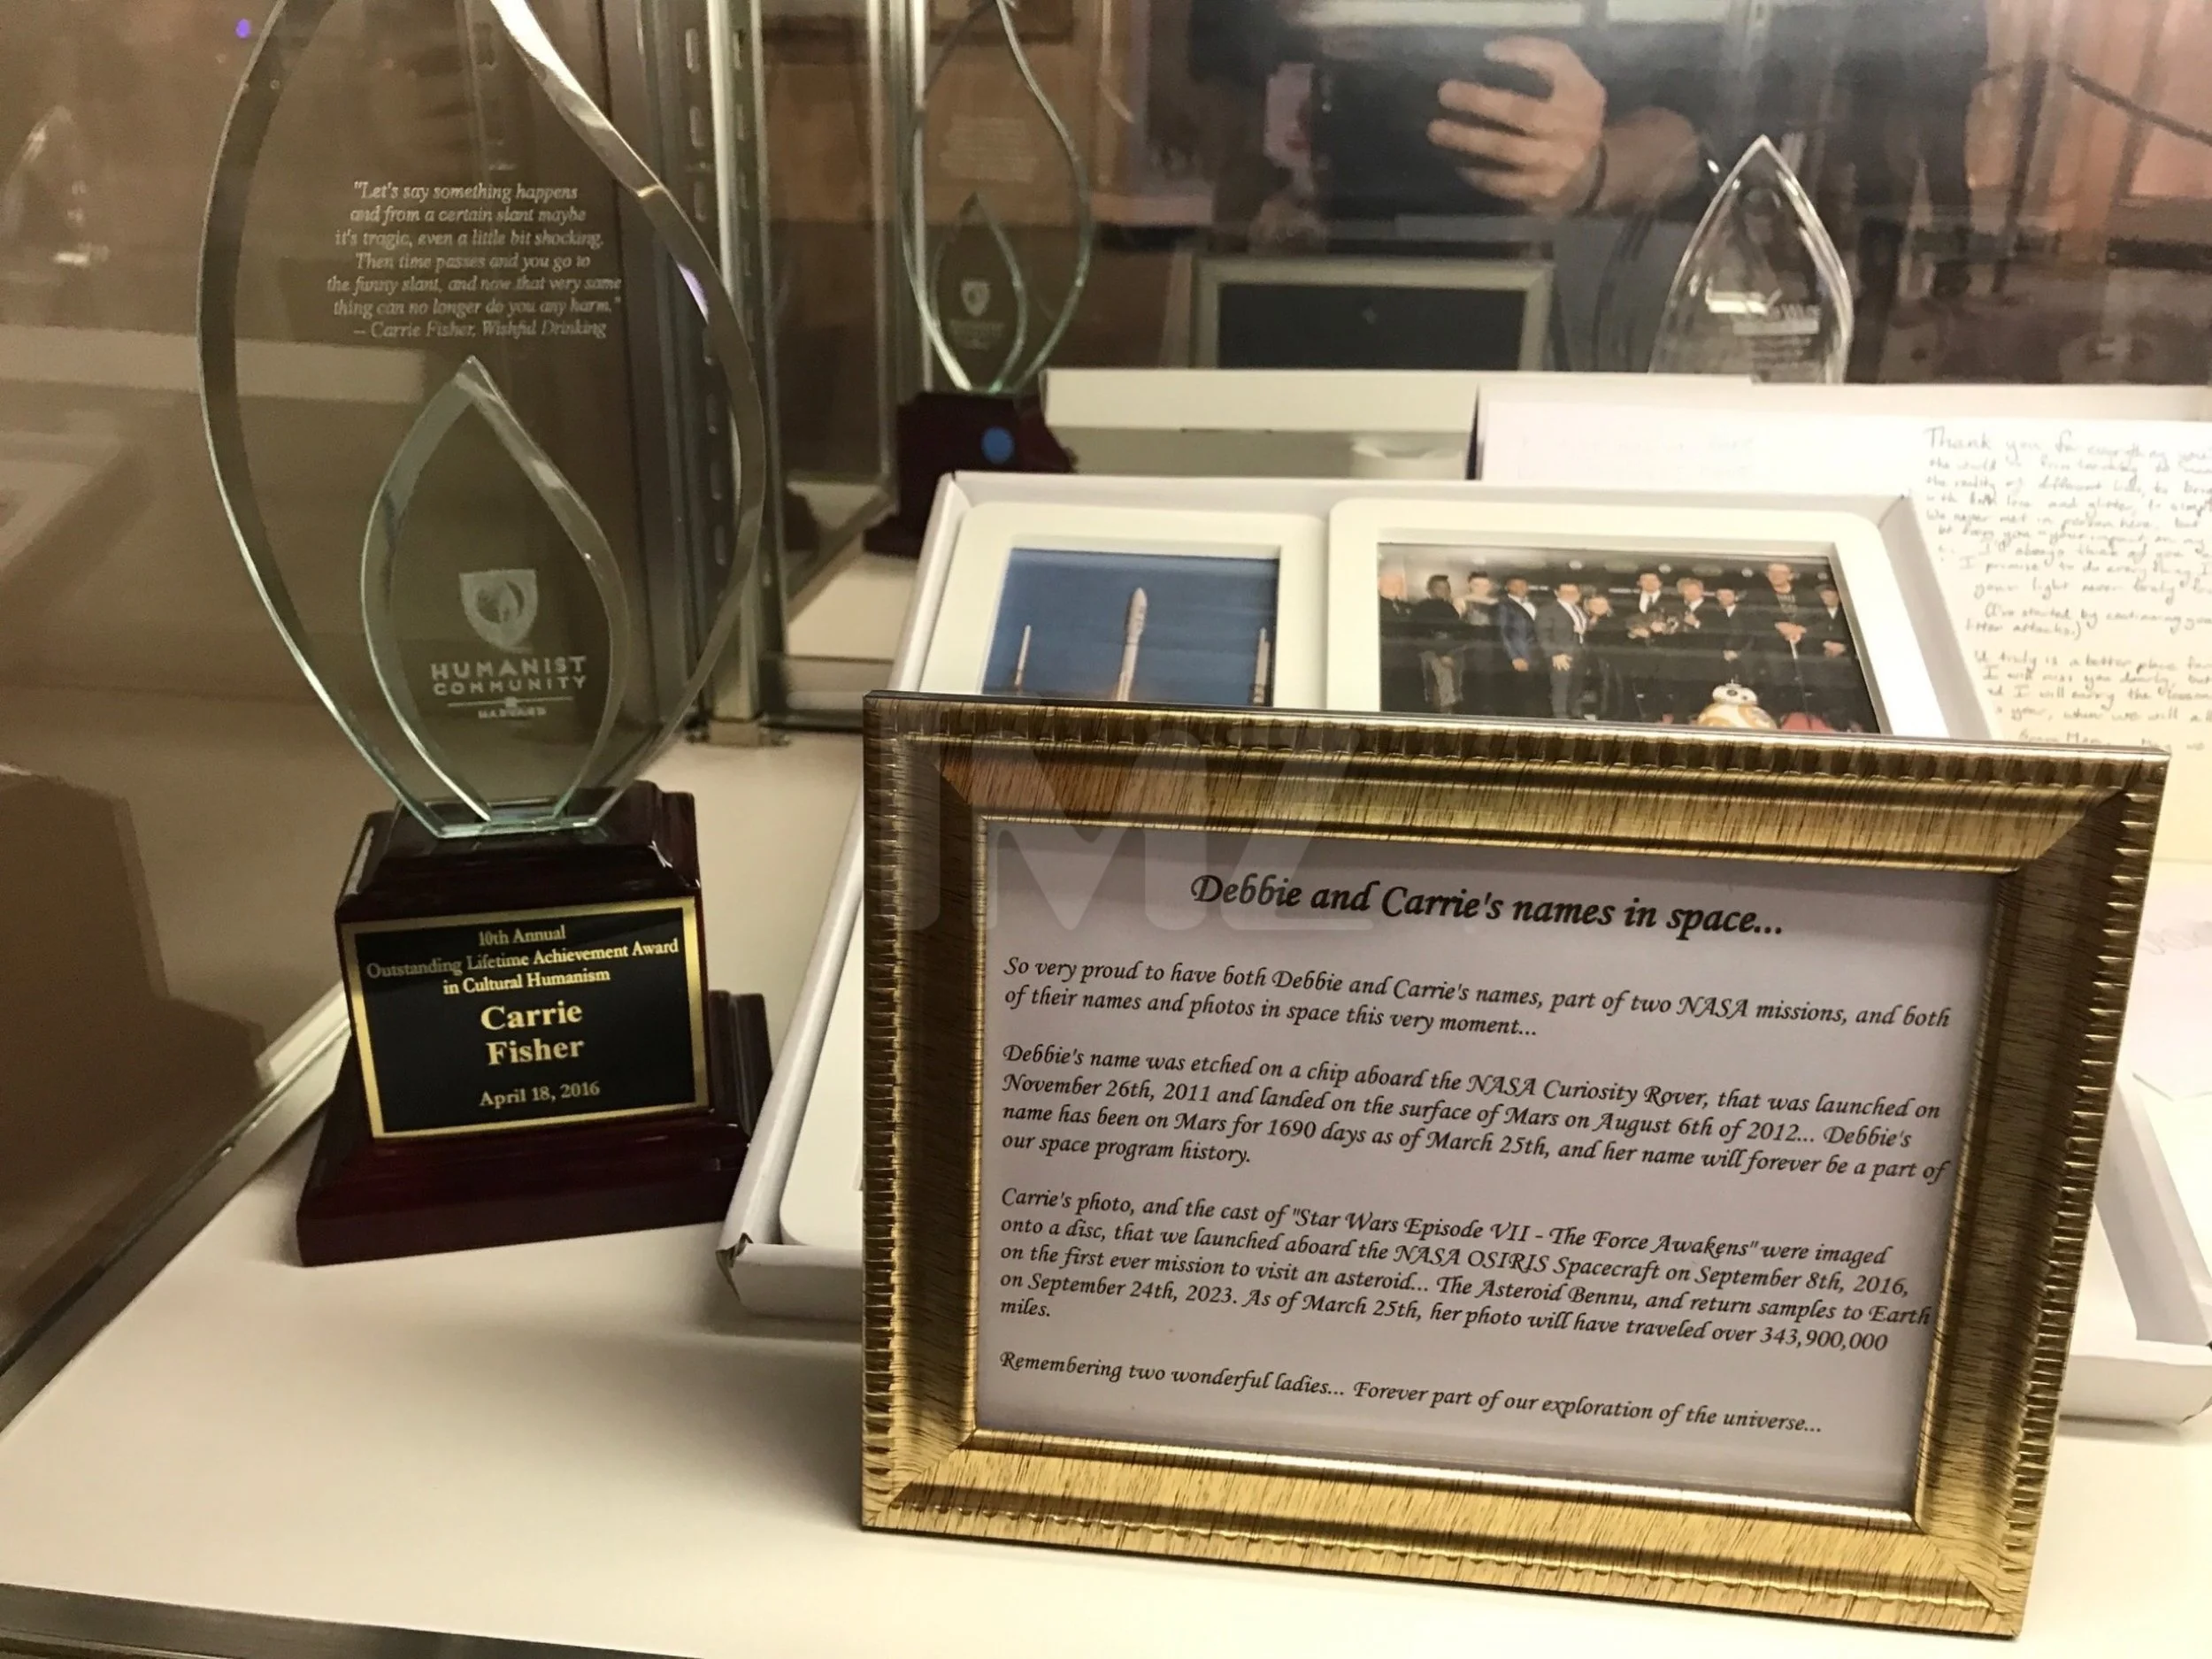 "Let's say something happens
and from a certain slant maybe
it's tragic, even a little bit shocking.
Then time passes and you go to
the funny slant, and now that very same
thing can no longer do you any harm."
– Carrie Fisher, Wishful Drinking
HUMANIST
COMMUNITY
HARVARD
10th Annual
Outstanding Lifetime Achievement Award
in Cultural Humanism
Carrie
Fisher
April 18, 2016
Thank you for everything
TMZ
Debbie and Carrie's names in space...
So very proud to have both Debbie and Carrie's names, part of two NASA missions, and both
of their names and photos in space this very moment...
Debbie's name was etched on a chip aboard the NASA Curiosity Rover, that was launched on
November 26th, 2011 and landed on the surface of Mars on August 6th of 2012... Debbie's
name has been on Mars for 1690 days as of March 25th, and her name will forever be a part of
our space program history.
Carrie's photo, and the cast of "Star Wars Episode VII - The Force Awakens" were imaged
onto a disc, that we launched aboard the NASA OSIRIS Spacecraft on September 8th, 2016,
on the first ever mission to visit an asteroid... The Asteroid Bennu, and return samples to Earth
on September 24th, 2023. As of March 25th, her photo will have traveled over 343,900,000
miles.
Remembering two wonderful ladies... Forever part of our exploration of the universe...